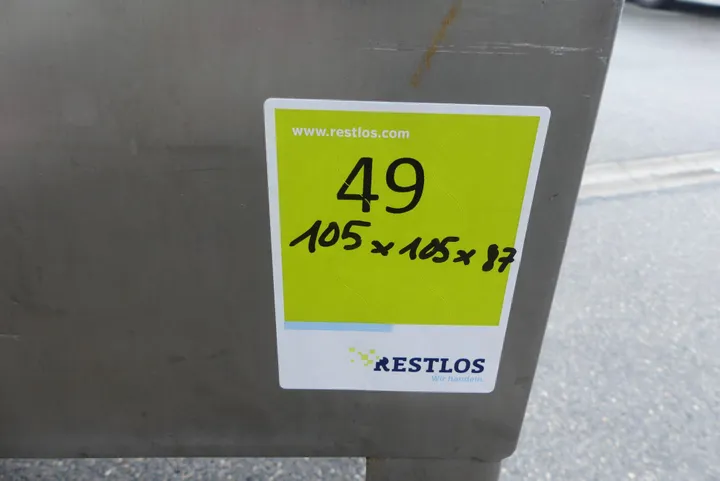 www.restlos.com
49
105 x 105 x 87
RESTLOS
Wir handeln.